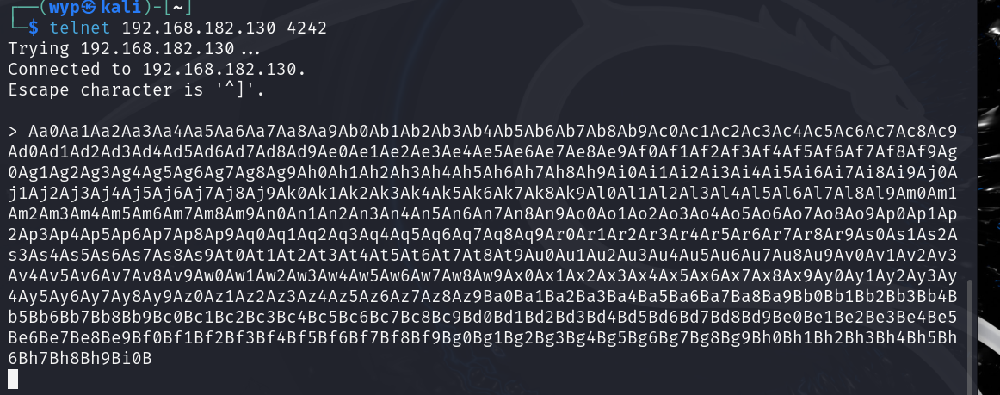 ┌──(wyp㉿kali)-[~]
└─$ telnet 192.168.182.130 4242
Trying 192.168.182.130...
Connected to 192.168.182.130.
Escape character is '^]'.
> Aa0Aa1Aa2Aa3Aa4Aa5Aa6Aa7Aa8Aa9Ab0Ab1Ab2Ab3Ab4Ab5Ab6Ab7Ab8Ab9Ac0Ac1Ac2Ac3Ac4Ac5Ac6Ac7Ac8Ac9
Ad0Ad1Ad2Ad3Ad4Ad5Ad6Ad7Ad8Ad9Ae0Ae1Ae2Ae3Ae4Ae5Ae6Ae7Ae8Ae9Af0Af1Af2Af3Af4Af5Af6Af7Af8Af9Ag
0Ag1Ag2Ag3Ag4Ag5Ag6Ag7Ag8Ag9Ah0Ah1Ah2Ah3Ah4Ah5Ah6Ah7Ah8Ah9Ai0Ai1Ai2Ai3Ai4Ai5Ai6Ai7Ai8Ai9Aj0A
j1Aj2Aj3Aj4Aj5Aj6Aj7Aj8Aj9Ak0Ak1Ak2Ak3Ak4Ak5Ak6Ak7Ak8Ak9Al0Al1Al2Al3Al4Al5Al6Al7Al8Al9Am0Am1
Am2Am3Am4Am5Am6Am7Am8Am9An0An1An2An3An4An5An6An7An8An9Ao0Ao1Ao2Ao3Ao4Ao5Ao6Ao7Ao8Ao9Ap0Ap1Ap
2Ap3Ap4Ap5Ap6Ap7Ap8Ap9Aq0Aq1Aq2Aq3Aq4Aq5Aq6Aq7Aq8Aq9Ar0Ar1Ar2Ar3Ar4Ar5Ar6Ar7Ar8Ar9As0As1As2A
s3As4As5As6As7As8As9At0At1At2At3At4At5At6At7At8At9Au0Au1Au2Au3Au4Au5Au6Au7Au8Au9Av0Av1Av2Av3
Av4Av5Av6Av7Av8Av9Aw0Aw1Aw2Aw3Aw4Aw5Aw6Aw7Aw8Aw9Ax0Ax1Ax2Ax3Ax4Ax5Ax6Ax7Ax8Ax9Ay0Ay1Ay2Ay3Ay
4Ay5Ay6Ay7Ay8Ay9Az0Az1Az2Az3Az4Az5Az6Az7Az8Az9Ba0Ba1Ba2Ba3Ba4Ba5Ba6Ba7Ba8Ba9Bb0Bb1Bb2Bb3Bb4B
b5Bb6Bb7Bb8Bb9Bc0Bc1Bc2Bc3Bc4Bc5Bc6Bc7Bc8Bc9Bd0Bd1Bd2Bd3Bd4Bd5Bd6Bd7Bd8Bd9Be0Be1Be2Be3Be4Be5
Be6Be7Be8Be9Bf0Bf1Bf2Bf3Bf4Bf5Bf6Bf7Bf8Bf9Bg0Bg1Bg2Bg3Bg4Bg5Bg6Bg7Bg8Bg9Bh0Bh1Bh2Bh3Bh4Bh5Bh
6Bh7Bh8Bh9Bi0B